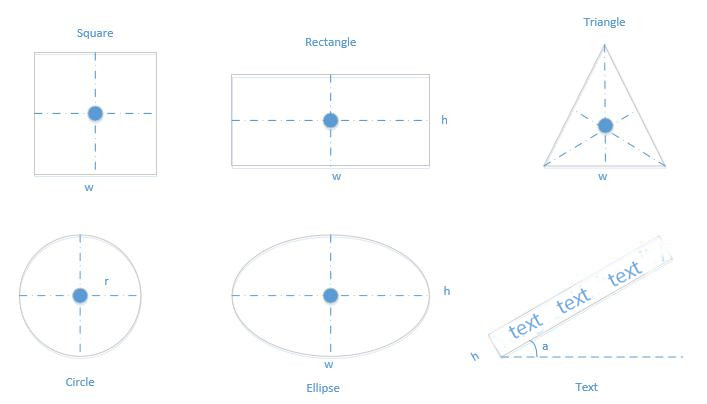 Square
Rectangle
Triangle
h
w
w
w
r
h
w
text text text
h
a
Circle
Ellipse
Text